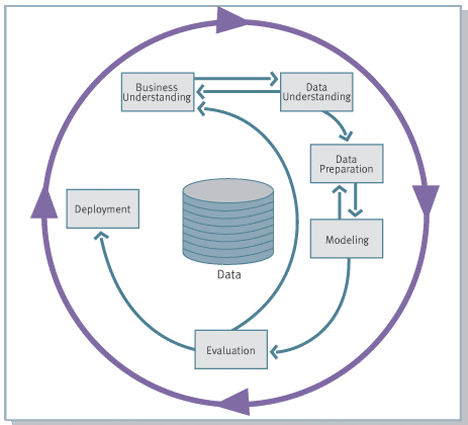 Business
Understanding
Data
Understanding
Data
Preparation
Modeling
Deployment
Data
Evaluation